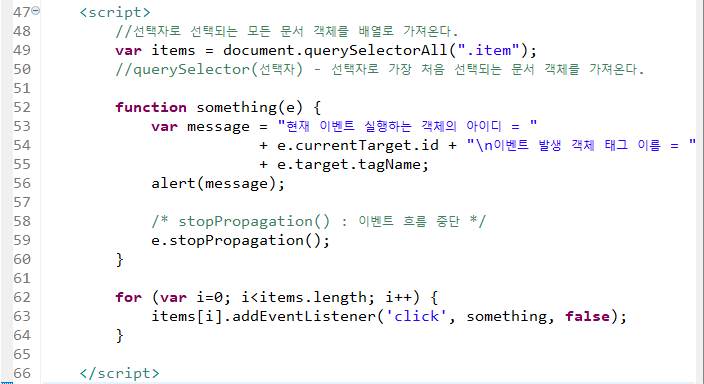 47 <script>
48 //선택자로 선택되는 모든 문서 객체를 배열로 가져온다.
49 var items = document.querySelectorAll(".item");
50 //querySelector(선택자) - 선택자로 가장 처음 선택되는 문서 객체를 가져온다.
51
52 function something(e) {
53 var message = "현재 이벤트 실행하는 객체의 아이디 = "
54 + e.currentTarget.id + "\n이벤트 발생 객체 태그 이름 = "
55 + e.target.tagName;
56 alert(message);
57
58 /* stopPropagation() : 이벤트 흐름 중단 */
59 e.stopPropagation();
60 }
61
62 for (var i=0; i<items.length; i++) {
63 items[i].addEventListener('click', something, false);
64 }
65
66 </script>